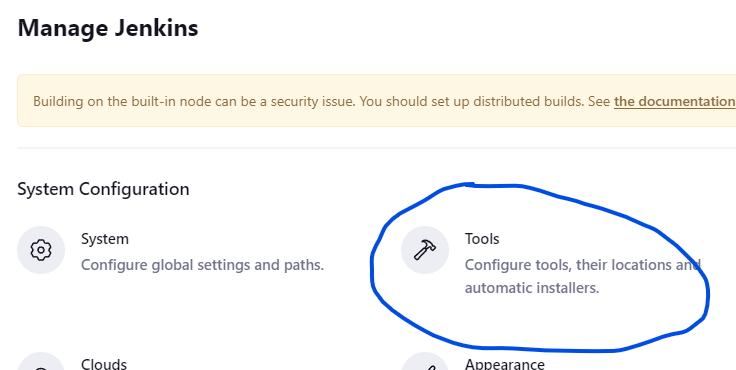 Manage Jenkins
Building on the built-in node can be a security issue. You should set up distributed builds. See the documentation
System Configuration
System
Configure global settings and paths.
Tools
Configure tools, their locations and
automatic installers.
Clouds
Appearance